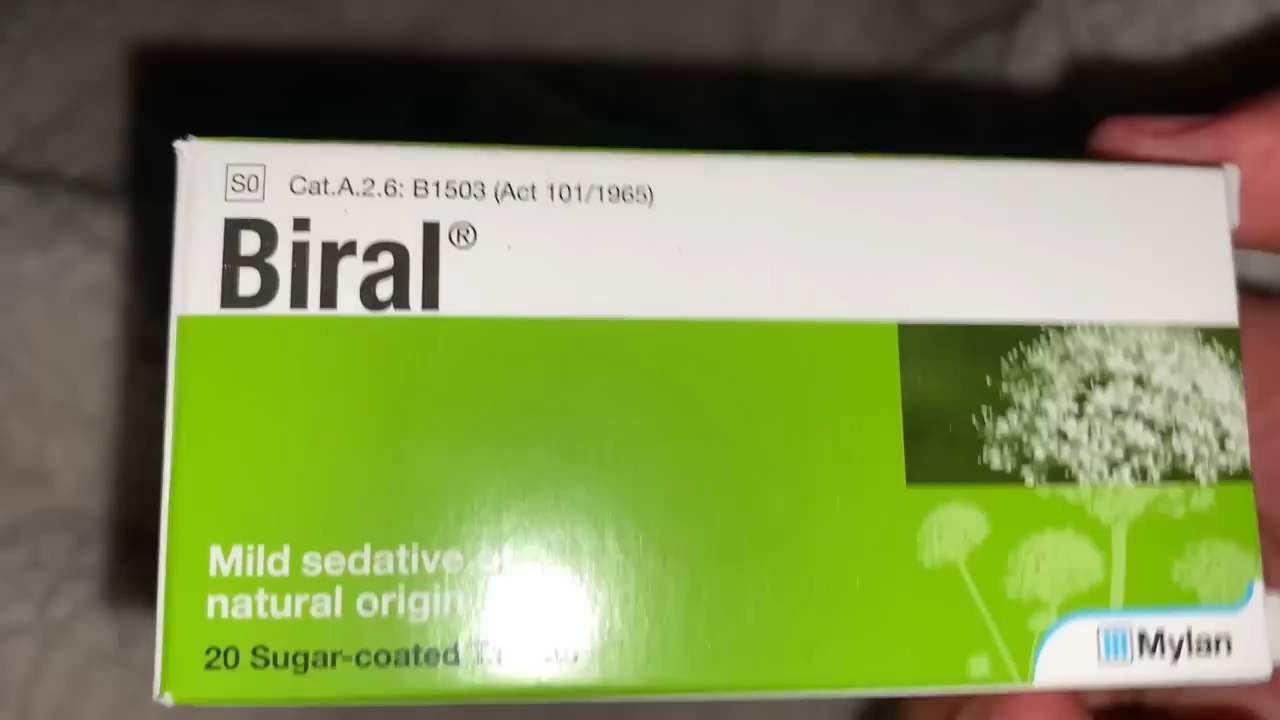 S0 Cat.A.2.6: B1503 (Act 101/1965)
Biral®
Mild sedative
natural origin
20 Sugar-coated
Mylan